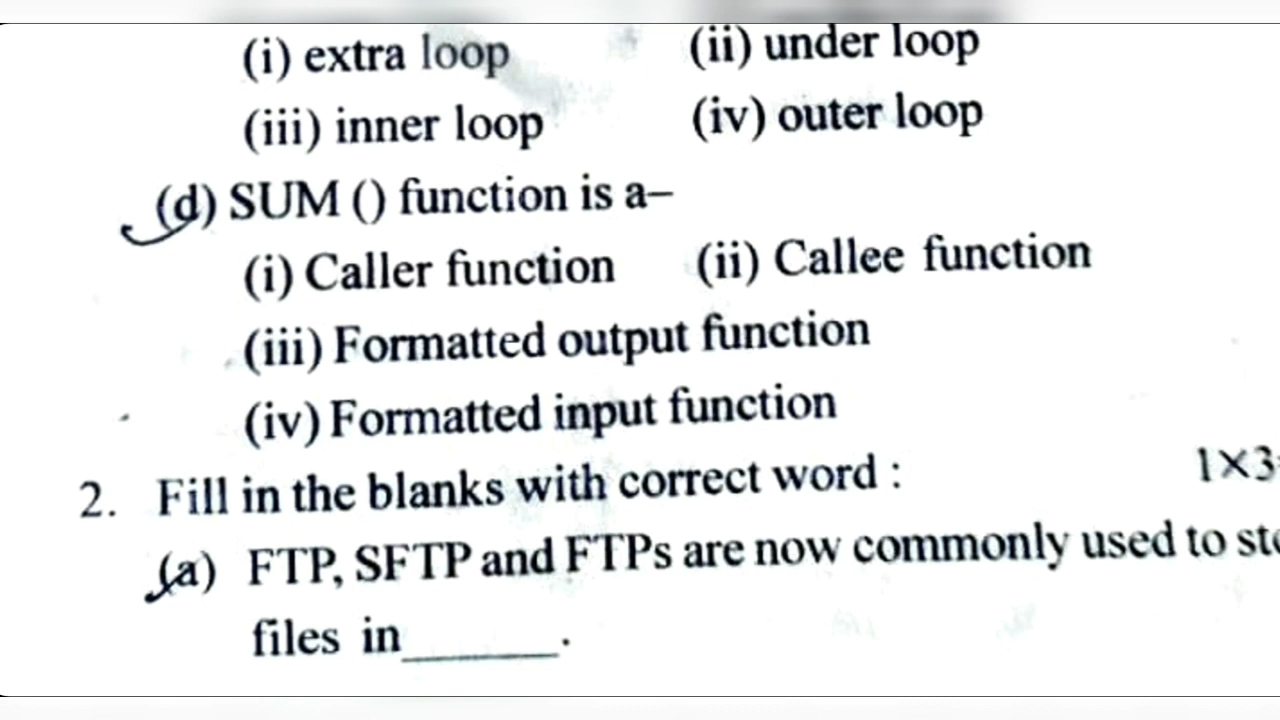 (i) extra loop (ii) under loop
(iii) inner loop (iv) outer loop
(d) SUM () function is a–
(i) Caller function (ii) Callee function
(iii) Formatted output function
(iv) Formatted input function
2. Fill in the blanks with correct word : 1×3
(a) FTP, SFTP and FTPs are now commonly used to
files in______.